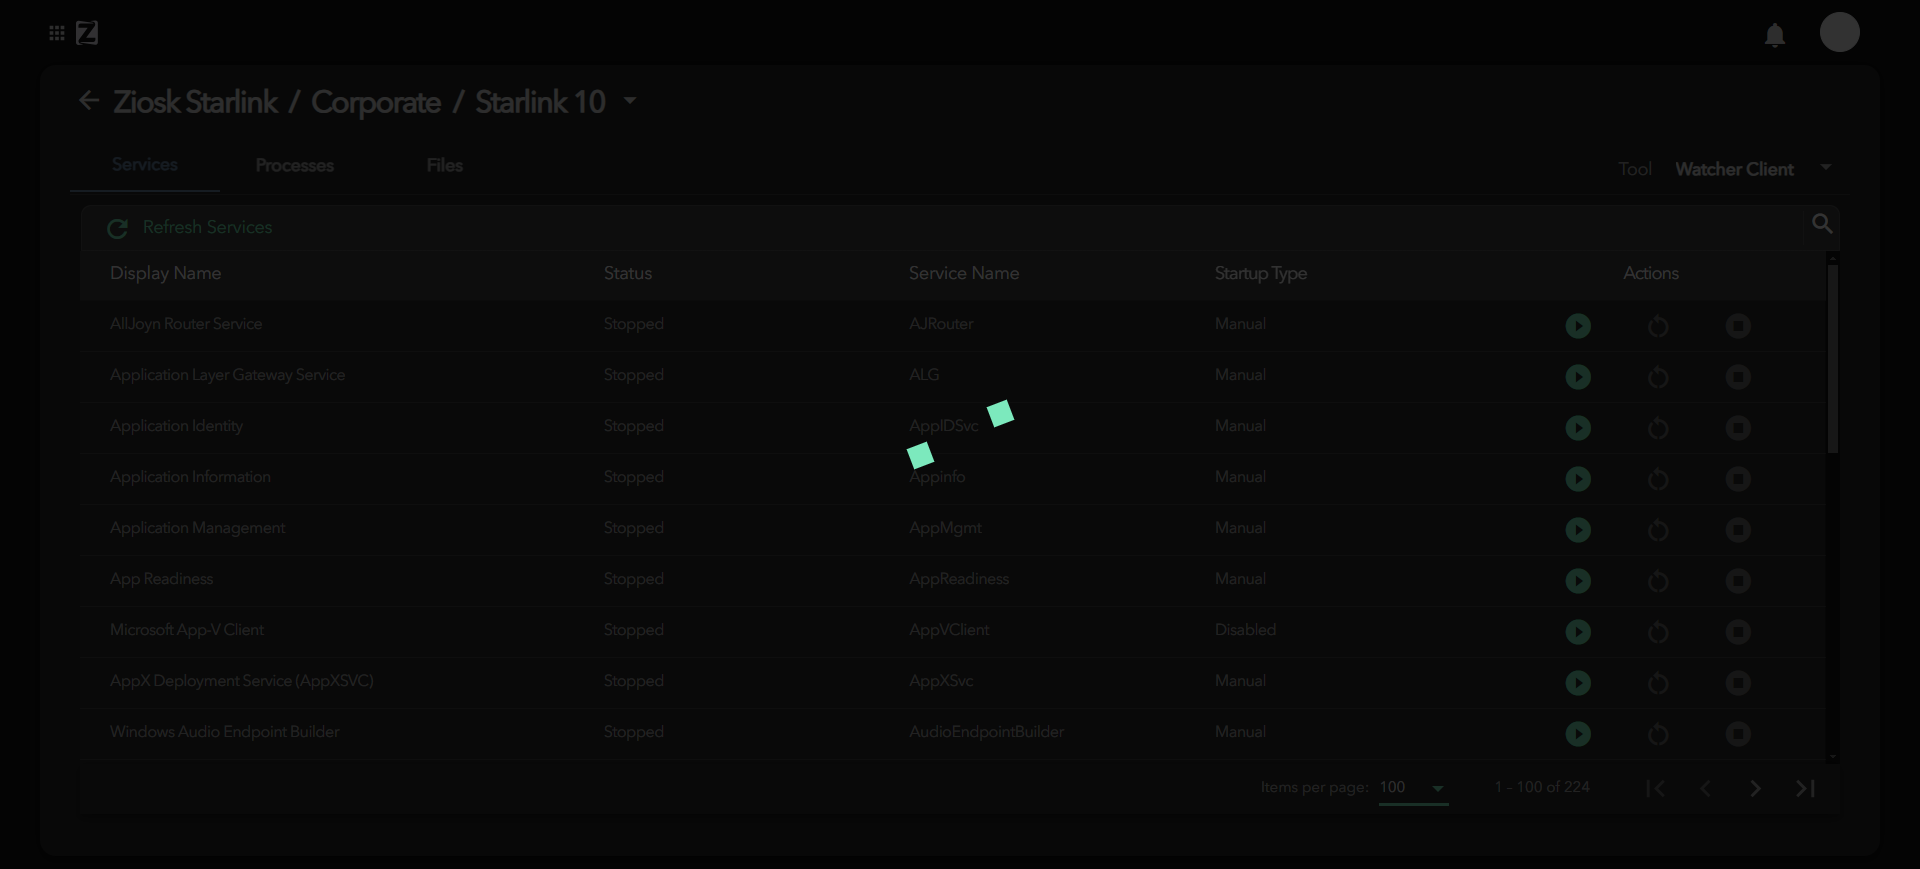 Z
Ziosk Starlink / Corporate / Starlink 10
Services Processes Files Tool Watcher Client
Refresh Services
Display Name Status Service Name Startup Type Actions
AllJoyn Router Service Stopped AJRouter Manual
Application Layer Gateway Service Stopped ALG Manual
Application Identity Stopped AppIDSvc Manual
Application Information Stopped Appinfo Manual
Application Management Stopped AppMgmt Manual
App Readiness Stopped AppReadiness Manual
Microsoft App-V Client Stopped AppVClient Disabled
AppX Deployment Service (AppXSVC) Stopped AppXSvc Manual
Windows Audio Endpoint Builder Stopped AudioEndpointBuilder Manual
Items per page: 100 1 - 100 of 224